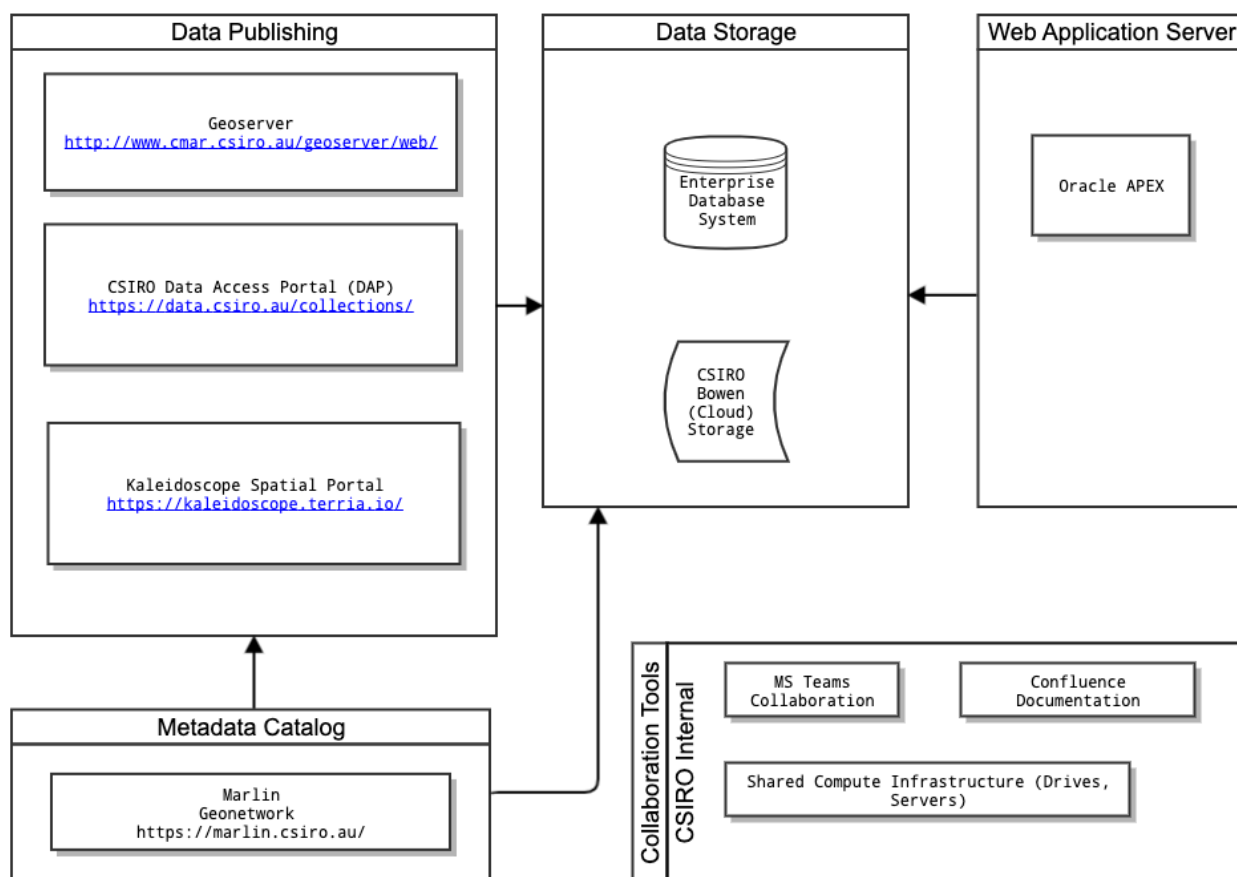 Data Publishing
Geoserver
http://www.cmar.csiro.au/geoserver/web/
CSIRO Data Access Portal (DAP)
https://data.csiro.au/collections/
Kaleidoscope Spatial Portal
https://kaleidoscope.terria.io/
Data Storage
Enterprise
Database
System
CSIRO
Bowen
(Cloud)
Storage
Web Application Server
Oracle APEX
Metadata Catalog
Marlin
Geonetwork
https://marlin.csiro.au/
Collaboration Tools
CSIRO Internal
MS Teams
Collaboration
Confluence
Documentation
Shared Compute Infrastructure (Drives,
Servers)